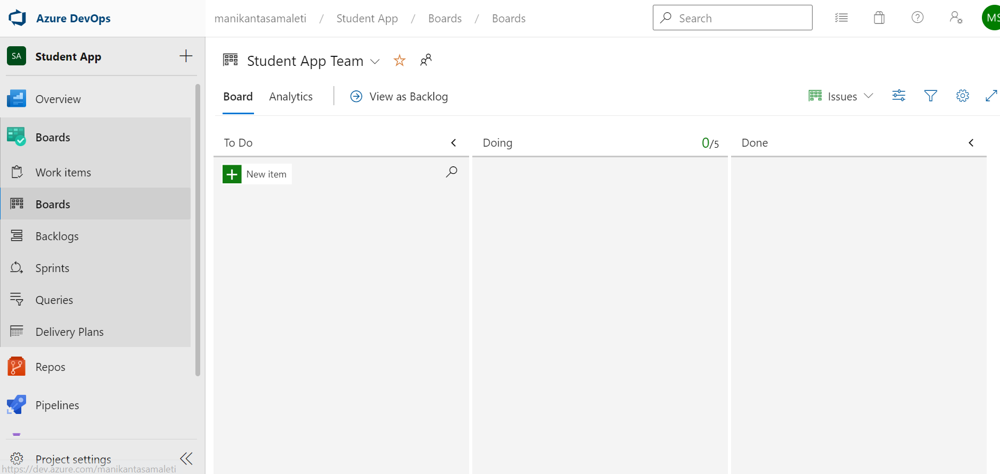 Azure DevOps
manikantasamaleti / Student App / Boards / Boards
Search
MS
SA
Student App
Overview
Boards
Work items
Boards
Backlogs
Sprints
Queries
Delivery Plans
Repos
Pipelines
Project settings
https://dev.azure.com/manikantasamaleti
Student App Team
Board
Analytics
View as Backlog
Issues
To Do
Doing
0/5
Done
New item